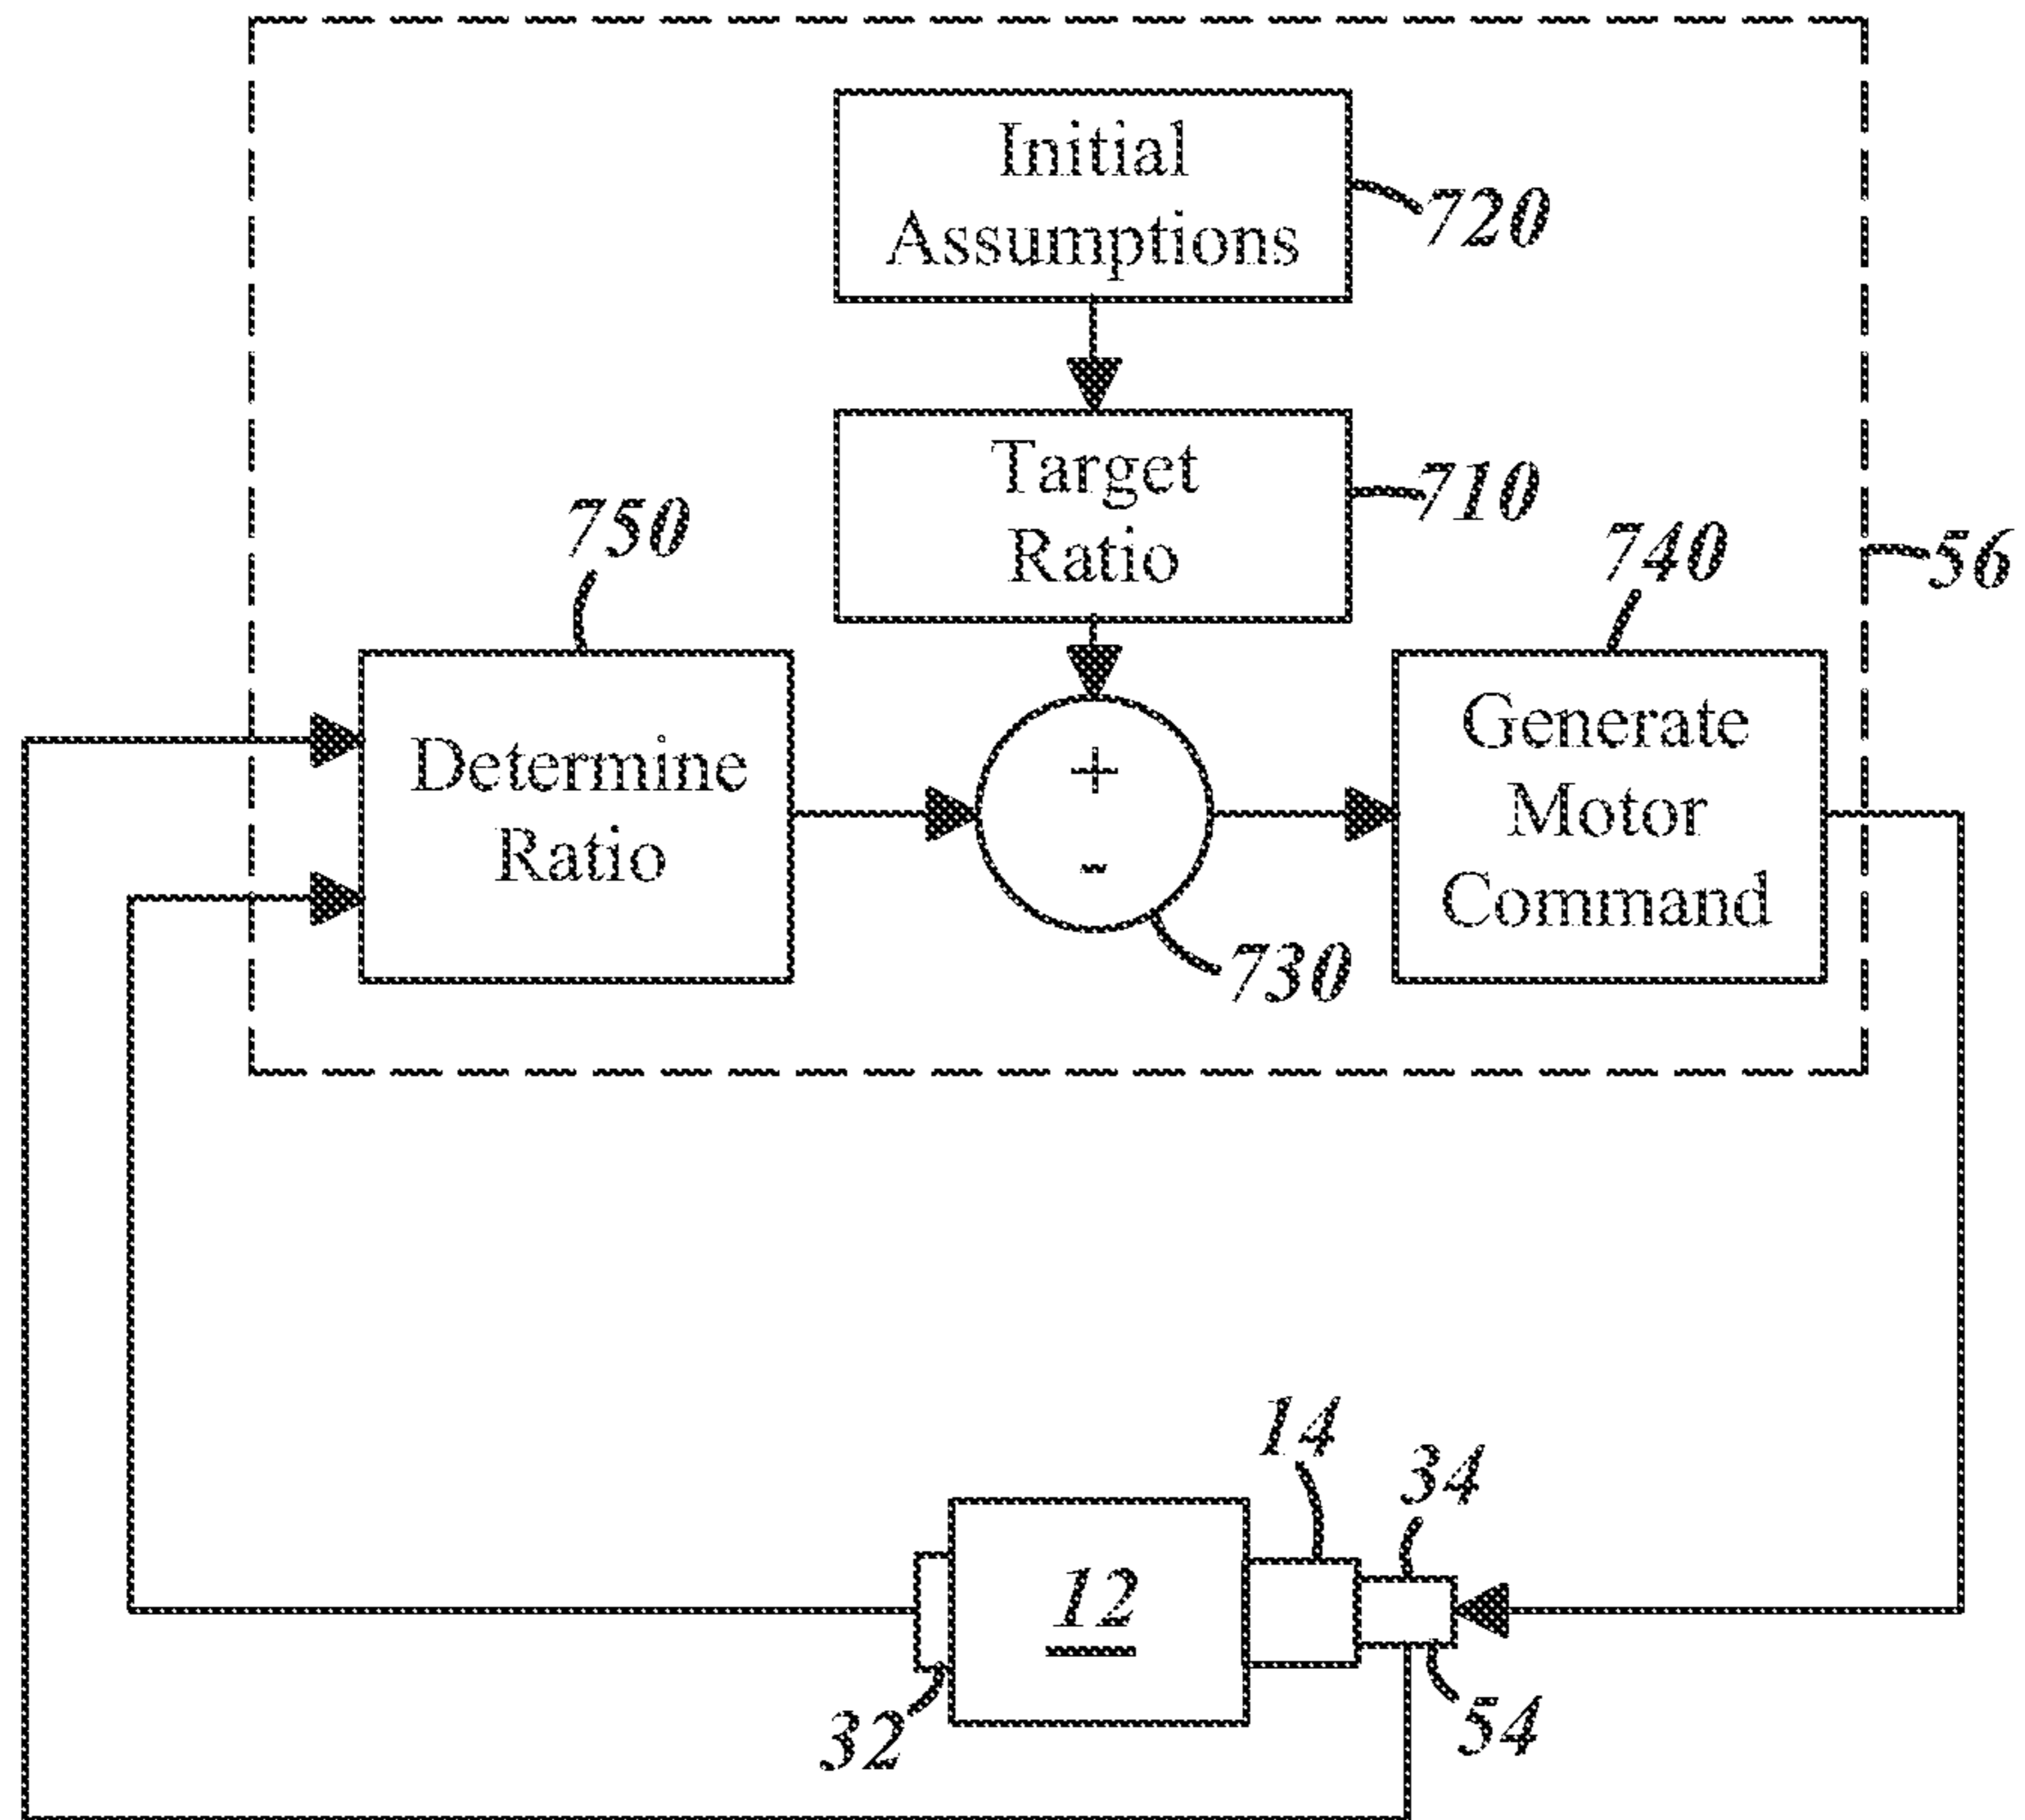 Initial
Assumptions
720
Target
Ratio
710
750
740
56
Determine
Ratio
+
-
Generate
Motor
Command
730
14
34
12
32
54